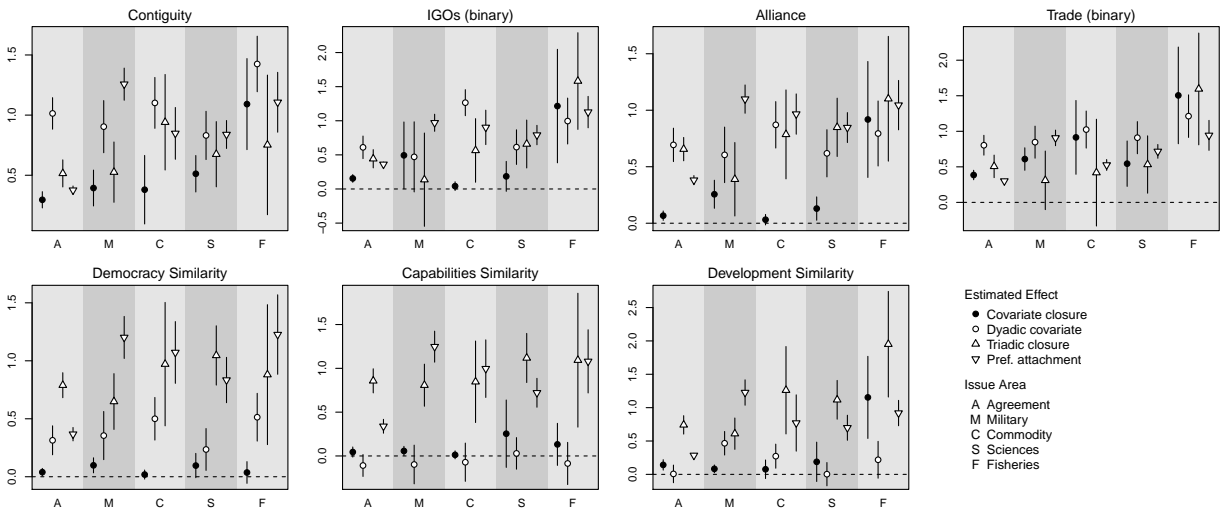 Contiguity
0.5 1.0 1.5
A M C S F
IGOs (binary)
−0.5 0.0 0.5 1.0 1.5 2.0
A M C S F
Alliance
0.0 0.5 1.0 1.5
A M C S F
Trade (binary)
0.0 0.5 1.0 1.5 2.0
A M C S F
Democracy Similarity
0.0 0.5 1.0 1.5
A M C S F
Capabilities Similarity
0.0 0.5 1.0 1.5
A M C S F
Development Similarity
0.0 0.5 1.0 1.5 2.0 2.5
A M C S F
Estimated Effect
Covariate closure
Dyadic covariate
Triadic closure
Pref. attachment
Issue Area
A Agreement
M Military
C Commodity
S Sciences
F Fisheries